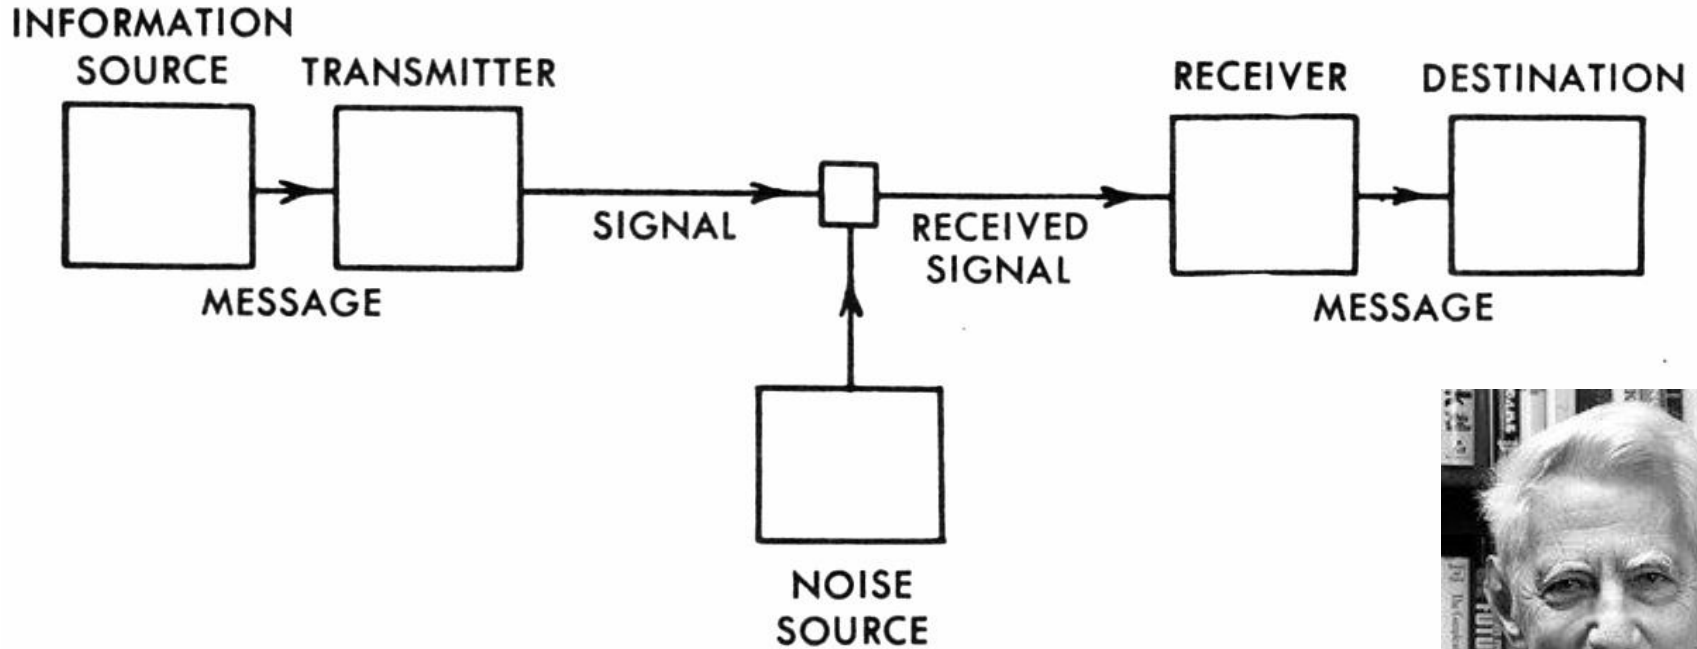 INFORMATION
SOURCE
TRANSMITTER
RECEIVER
DESTINATION
SIGNAL
RECEIVED
SIGNAL
MESSAGE
MESSAGE
NOISE
SOURCE